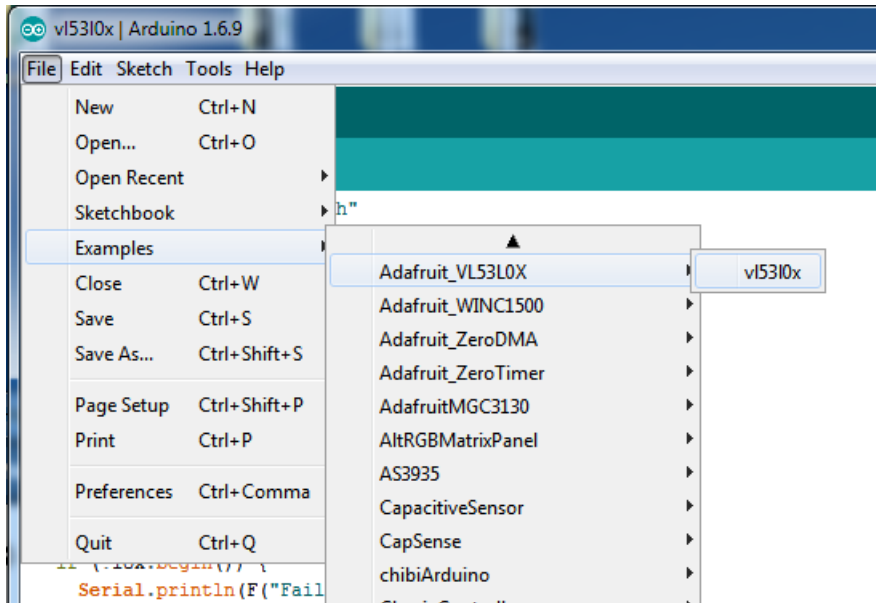 vl53l0x | Arduino 1.6.9
File Edit Sketch Tools Help
New Ctrl+N
Open... Ctrl+O
Open Recent
Sketchbook
Examples
Close Ctrl+W
Save Ctrl+S
Save As... Ctrl+Shift+S
Page Setup Ctrl+Shift+P
Print Ctrl+P
Preferences Ctrl+Comma
Quit Ctrl+Q
h"
Adafruit_VL53L0X
Adafruit_WINC1500
Adafruit_ZeroDMA
Adafruit_ZeroTimer
AdafruitMGC3130
AltRGBMatrixPanel
AS3935
CapacitiveSensor
CapSense
chibiArduino
vl53l0x
Serial.println(F("Fail